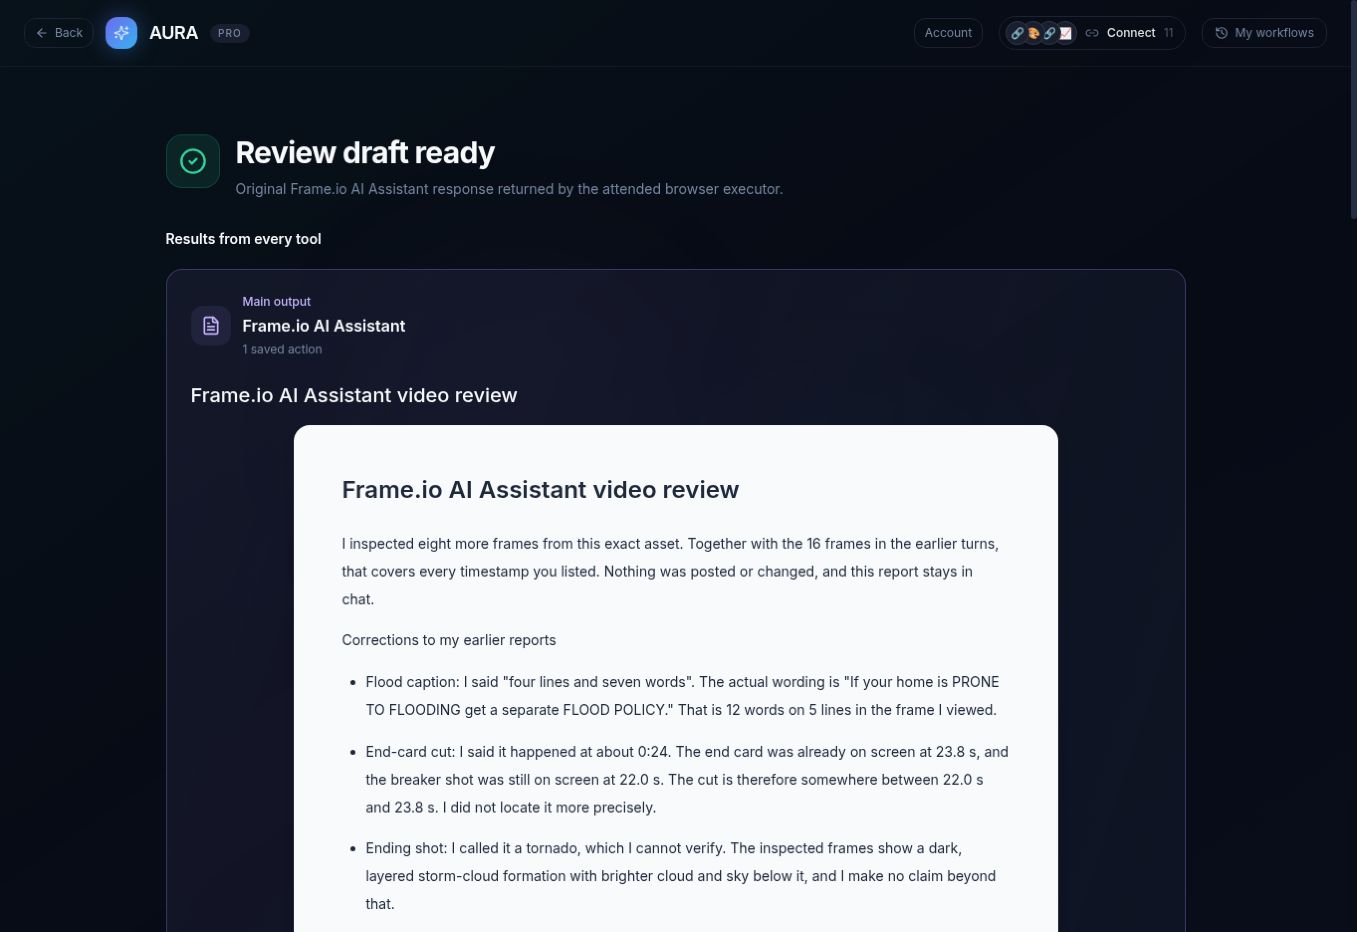 Back
AURA
PRO
Account
Connect
11
My workflows
Review draft ready
Original Frame.io AI Assistant response returned by the attended browser executor.
Results from every tool
Main output
Frame.io AI Assistant
1 saved action
Frame.io AI Assistant video review
Frame.io AI Assistant video review
I inspected eight more frames from this exact asset. Together with the 16 frames in the earlier turns,
that covers every timestamp you listed. Nothing was posted or changed, and this report stays in
chat.
Corrections to my earlier reports
Flood caption: I said "four lines and seven words". The actual wording is "If your home is PRONE
TO FLOODING get a separate FLOOD POLICY." That is 12 words on 5 lines in the frame I viewed.
End-card cut: I said it happened at about 0:24. The end card was already on screen at 23.8 s, and
the breaker shot was still on screen at 22.0 s. The cut is therefore somewhere between 22.0 s
and 23.8 s. I did not locate it more precisely.
Ending shot: I called it a tornado, which I cannot verify. The inspected frames show a dark,
layered storm-cloud formation with brighter cloud and sky below it, and I make no claim beyond
that.